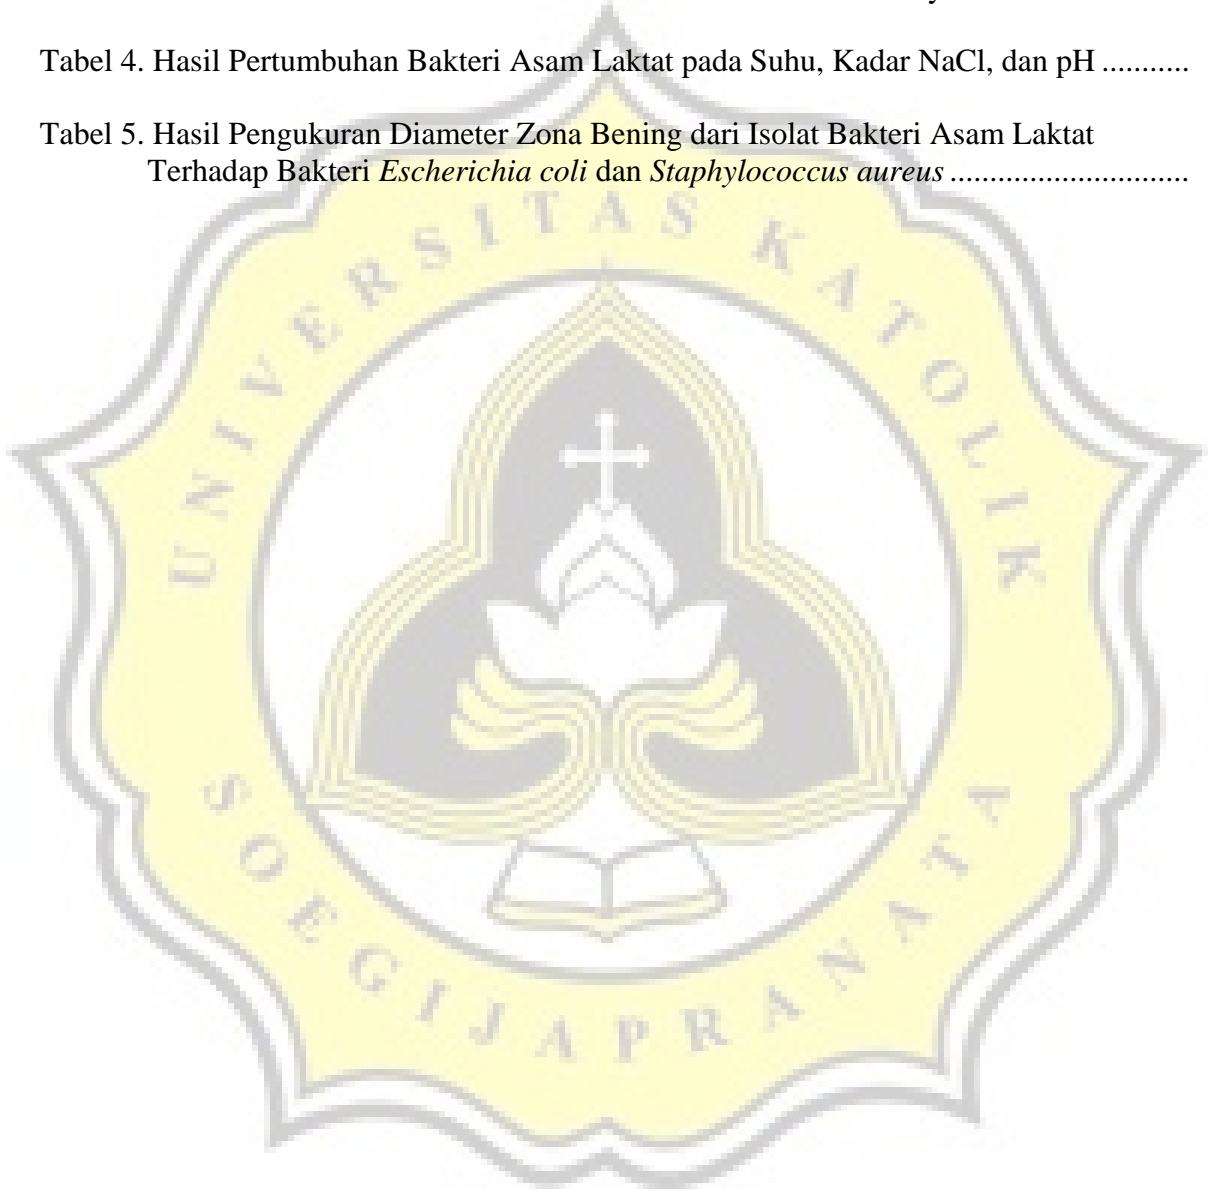 Tabel 4. Hasil Pertumbuhan Bakteri Asam Laktat pada Suhu, Kadar NaCl, dan pH ...........
Tabel 5. Hasil Pengukuran Diameter Zona Bening dari Isolat Bakteri Asam Laktat
Terhadap Bakteri Escherichia coli dan Staphylococcus aureus ..............................
UNIVERSITAS KATOLIK
SOEGIJAPRANATA